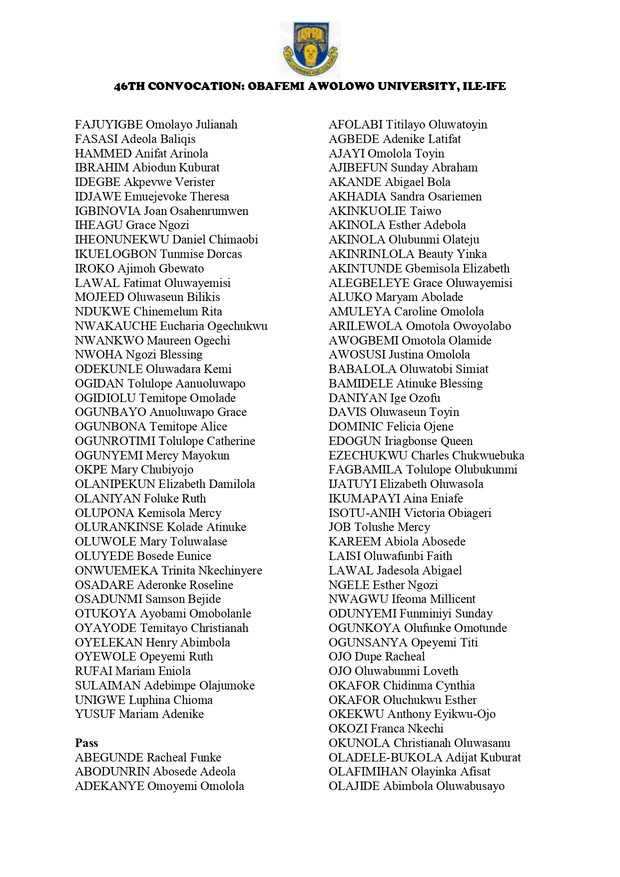 46TH CONVOCATION: OBAFEMI AWOLOWO UNIVERSITY, ILE-IFE
FAJUYIGBE Omolayo Julianah
FASASI Adeola Baliqis
HAMMED Anifat Arinola
IBRAHIM Abiodun Kuburat
IDEGBE Akpevwe Verister
IDJAWE Emuejevoke Theresa
IGBINOVIA Joan Osahenrumwen
IHEAGU Grace Ngozi
IHEONUNEKWU Daniel Chimaobi
IKUELOGBON Tunmise Dorcas
IROKO Ajimoh Gbewato
LAWAL Fatimat Oluwayemisi
MOJEED Oluwaseun Bilikis
NDUKWE Chinemelum Rita
NWAKAUCHE Eucharia Ogechukwu
NWANKWO Maureen Ogechi
NWOHA Ngozi Blessing
ODEKUNLE Oluwadara Kemi
OGIDAN Tolulope Aanuoluwapo
OGIDIOLU Temitope Omolade
OGUNBAYO Anuoluwapo Grace
OGUNBONA Temitope Alice
OGUNROTIMI Tolulope Catherine
OGUNYEMI Mercy Mayokun
OKPE Mary Chubiyojo
OLANIPEKUN Elizabeth Damilola
OLANIYAN Foluke Ruth
OLUPONA Kemisola Mercy
OLURANKINSE Kolade Atinuke
OLUWOLE Mary Toluwalase
OLUYEDE Bosede Eunice
ONWUEMEKA Trinita Nkechinyere
OSADARE Aderonke Roseline
OSADUNMI Samson Bejide
OTUKOYA Ayobami Omobolanle
OYAYODE Temitayo Christianah
OYELEKAN Henry Abimbola
OYEWOLE Opeyemi Ruth
RUFAI Mariam Eniola
SULAIMAN Adebimpe Olajumoke
UNIGWE Luphina Chioma
YUSUF Mariam Adenike
Pass
ABEGUNDE Racheal Funke
ABODUNRIN Abosede Adeola
ADEKANYE Omoyemi Omolola
AFOLABI Titilayo Oluwatoyin
AGBEDE Adenike Latifat
AJAYI Omolola Toyin
AJIBEFUN Sunday Abraham
AKANDE Abigael Bola
AKHADIA Sandra Osariemen
AKINKUOLIE Taiwo
AKINOLA Esther Adebola
AKINOLA Olubunmi Olateju
AKINRINLOLA Beauty Yinka
AKINTUNDE Gbemisola Elizabeth
ALEGBELEYE Grace Oluwayemisi
ALUKO Maryam Abolade
AMULEYA Caroline Omolola
ARILEWOLA Omotola Owoyolabo
AWOGBEMI Omotola Olamide
AWOSUSI Justina Omolola
BABALOLA Oluwatobi Simiat
BAMIDELE Atinuke Blessing
DANIYAN Ige Ozofu
DAVIS Oluwaseun Toyin
DOMINIC Felicia Ojene
EDOGUN Iriagbonse Queen
EZECHUKWU Charles Chukwuebuka
FAGBAMILA Tolulope Olubukunmi
IJATUYI Elizabeth Oluwasola
IKUMAPAYI Aina Eniafe
ISOTU-ANIH Victoria Obiageri
JOB Tolushe Mercy
KAREEM Abiola Abosede
LAISI Oluwafunbi Faith
LAWAL Jadesola Abigael
NGELE Esther Ngozi
NWAGWU Ifeoma Millicent
ODUNYEMI Funminiyi Sunday
OGUNKOYA Olufunke Omotunde
OGUNSANYA Opeyemi Titi
OJO Dupe Racheal
OJO Oluwabunmi Loveth
OKAFOR Chidinma Cynthia
OKAFOR Oluchukwu Esther
OKEKWU Anthony Eyikwu-Ojo
OKOZI Franca Nkechi
OKUNOLA Christianah Oluwasanu
OLADELE-BUKOLA Adijat Kuburat
OLAFIMIHAN Olayinka Afisat
OLAJIDE Abimbola Oluwabusayo